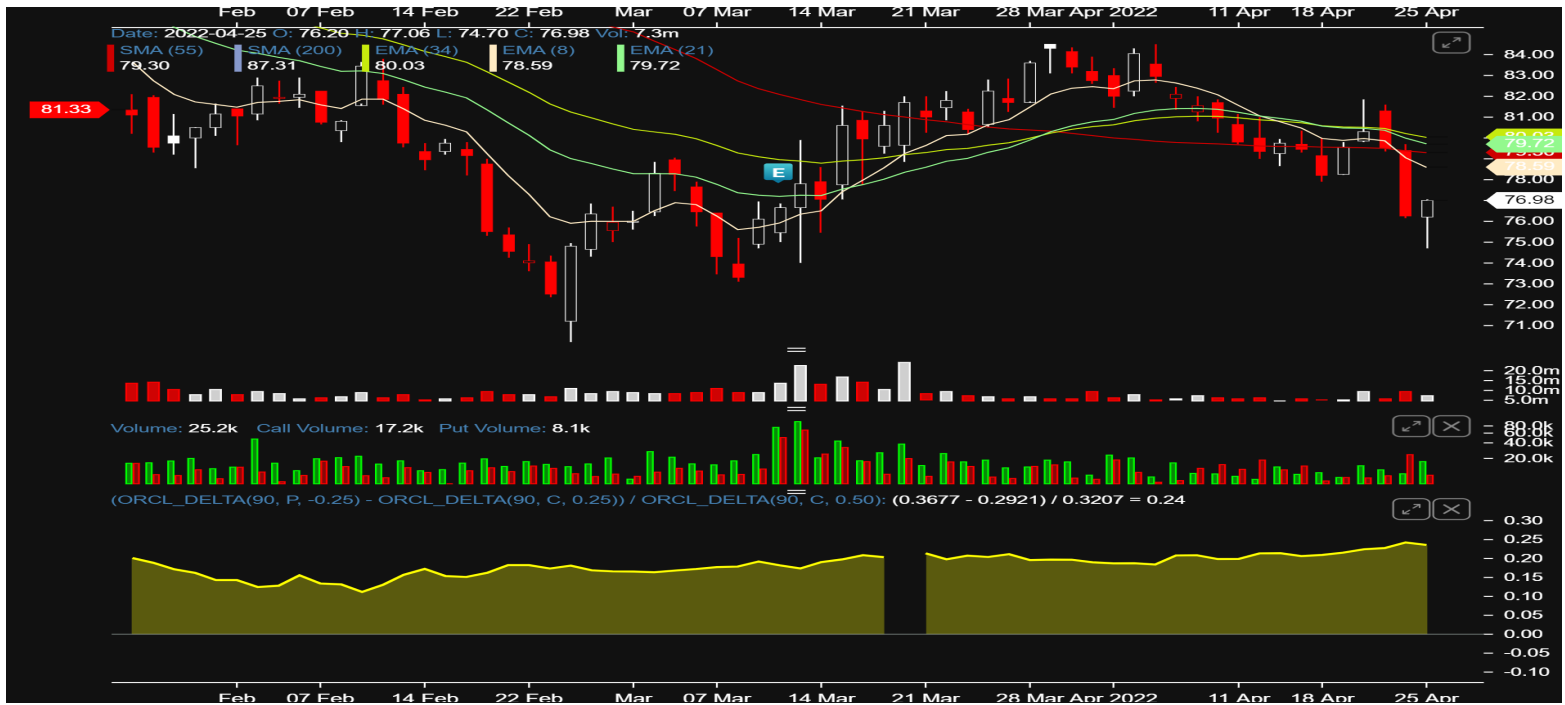 Feb 07 Feb 14 Feb 22 Feb Mar 07 Mar 14 Mar 21 Mar 28 Mar Apr 2022 11 Apr 18 Apr 25 Apr
Date: 2022-04-25 O: 76.20 H: 77.06 L: 74.70 C: 76.98 Vol: 7.3m
SMA (55) SMA (200) EMA (34) EMA (8) EMA (21)
79.30 87.31 80.03 78.59 79.72
84.00
83.00
82.00
81.33
81.00
80.03
79.72
79.30
78.59
78.00
76.98
76.00
75.00
74.00
73.00
72.00
71.00
E
20.0m
15.0m
10.0m
5.0m
Volume: 25.2k Call Volume: 17.2k Put Volume: 8.1k
80.0k
60.0k
40.0k
20.0k
(ORCL_DELTA(90, P, -0.25) - ORCL_DELTA(90, C, 0.25)) / ORCL_DELTA(90, C, 0.50): (0.3677 - 0.2921) / 0.3207 = 0.24
0.30
0.25
0.20
0.15
0.10
0.05
0.00
-0.05
-0.10
Feb 07 Feb 14 Feb 22 Feb Mar 07 Mar 14 Mar 21 Mar 28 Mar Apr 2022 11 Apr 18 Apr 25 Apr